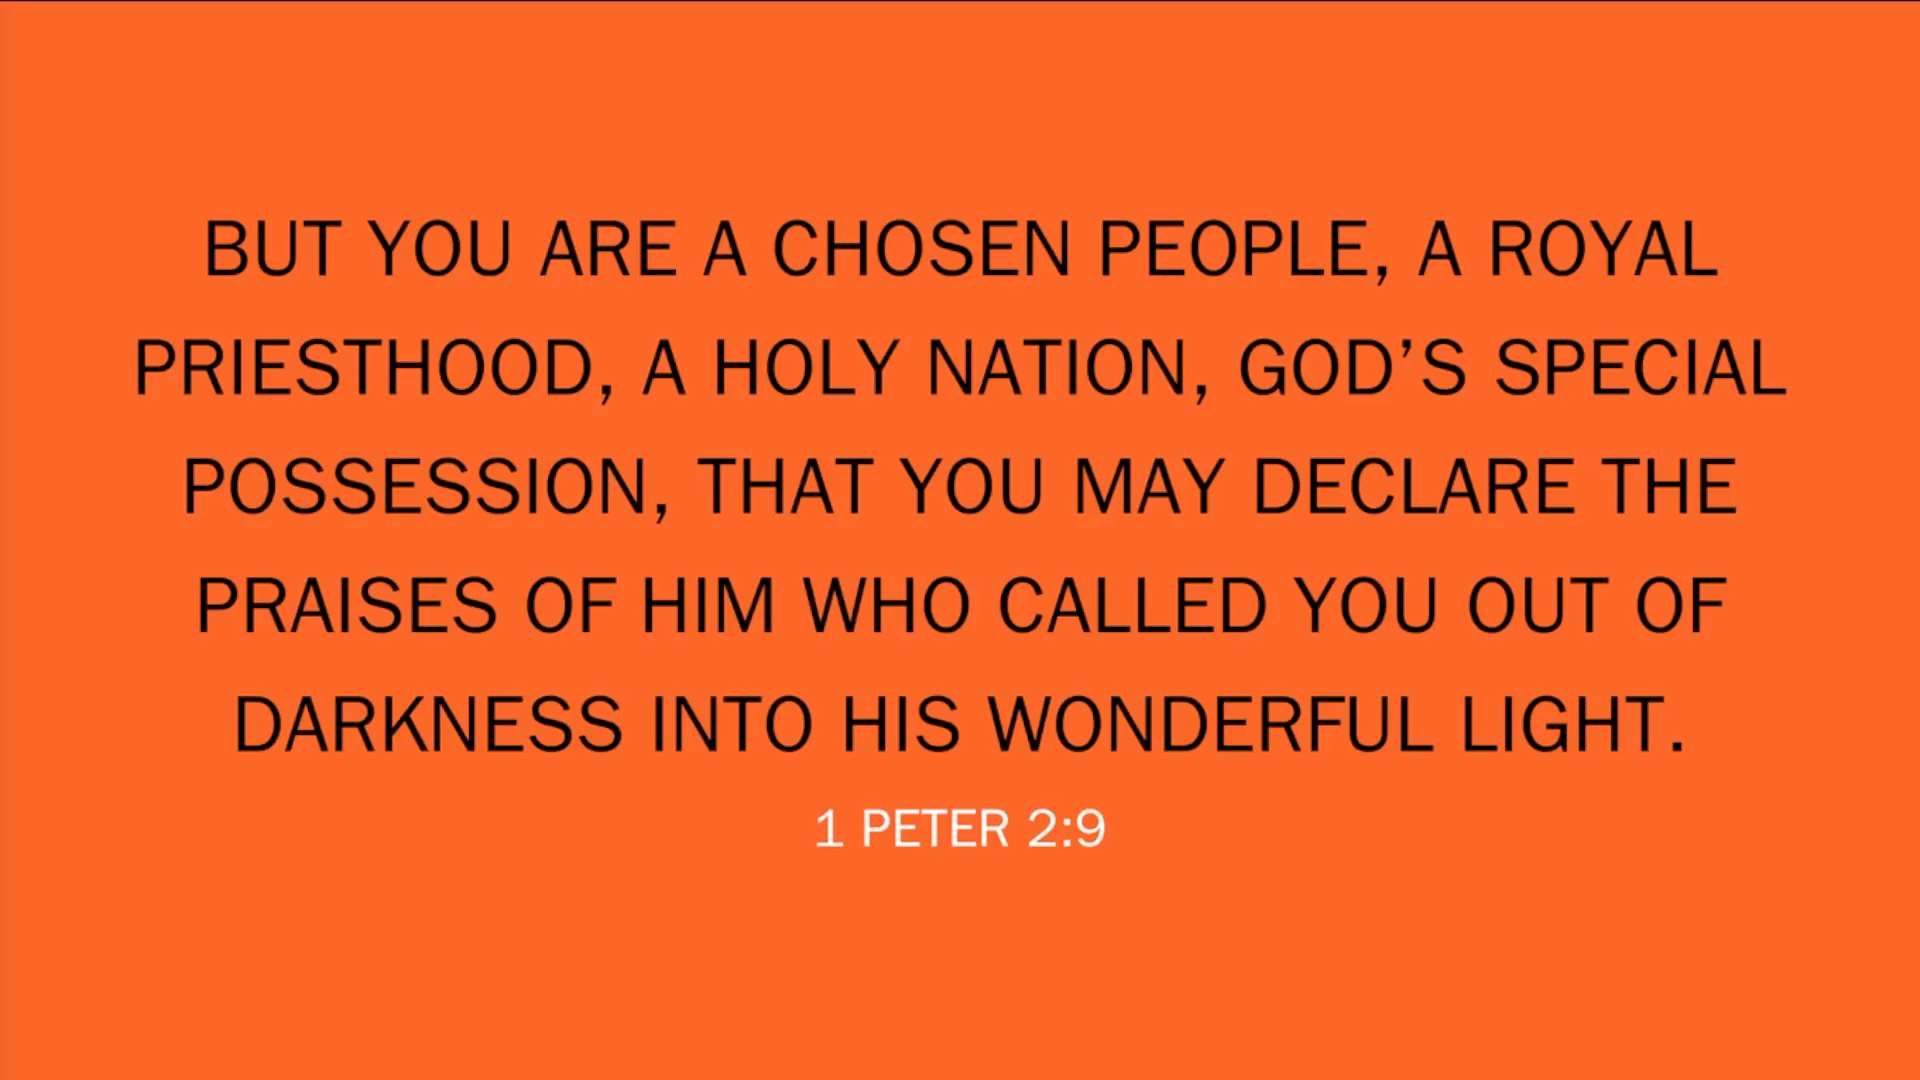 BUT YOU ARE A CHOSEN PEOPLE, A ROYAL
PRIESTHOOD, A HOLY NATION, GOD’S SPECIAL
POSSESSION, THAT YOU MAY DECLARE THE
PRAISES OF HIM WHO CALLED YOU OUT OF
DARKNESS INTO HIS WONDERFUL LIGHT.
1 PETER 2:9